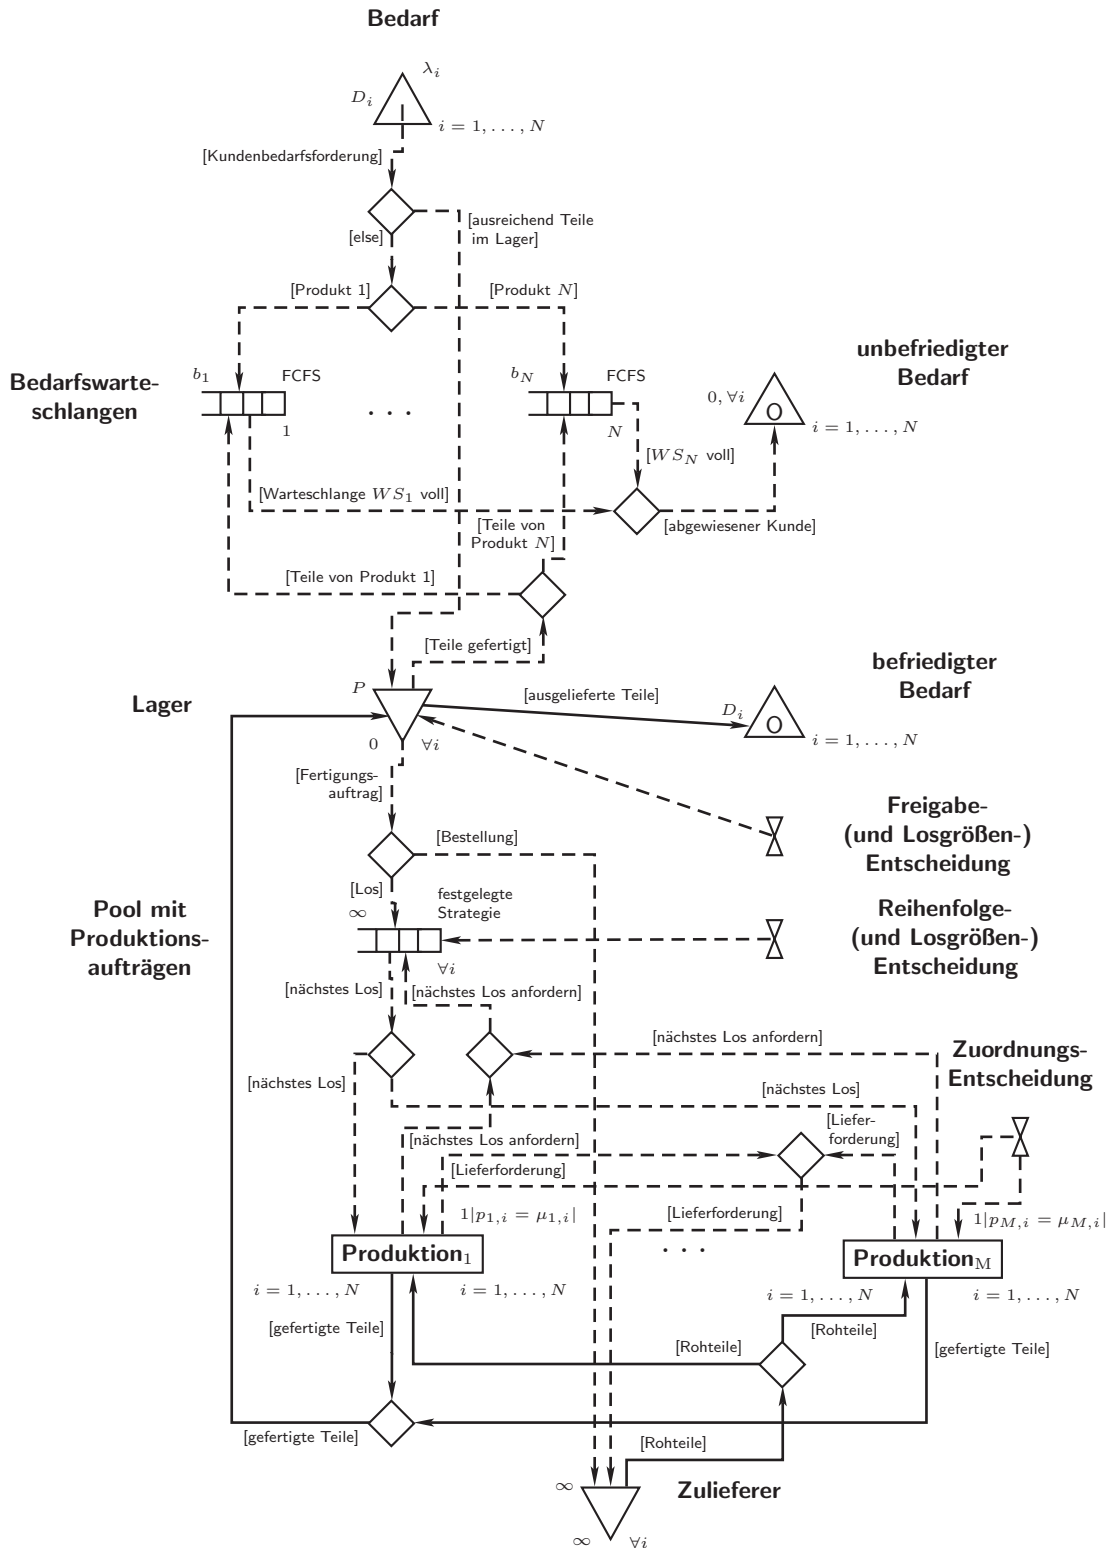 Bedarf
λ_i
D_i
i = 1, . . . , N
[Kundenbedarfsforderung]
[ausreichend Teile
im Lager]
[else]
[Produkt 1]
[Produkt N]
unbefriedigter
Bedarf
Bedarfswarte-
schlangen
b_1
FCFS
b_N
FCFS
0, ∀i
. . .
1
N
i = 1, . . . , N
[WS_N voll]
[Warteschlange WS_1 voll]
[abgewiesener Kunde]
[Teile von
Produkt N]
[Teile von Produkt 1]
[Teile gefertigt]
befriedigter
Bedarf
Lager
P
[ausgelieferte Teile]
D_i
i = 1, . . . , N
0
∀i
[Fertigungs-
auftrag]
Freigabe-
(und Losgrößen-)
Entscheidung
[Bestellung]
[Los]
festgelegte
Strategie
∞
Pool mit
Produktions-
aufträgen
Reihenfolge-
(und Losgrößen-)
Entscheidung
∀i
[nächstes Los]
[nächstes Los anfordern]
[nächstes Los anfordern]
Zuordnungs-
Entscheidung
[nächstes Los]
[nächstes Los]
[Liefer-
forderung]
[nächstes Los anfordern]
[Lieferforderung]
[Lieferforderung]
1|p_{1,i} = μ_{1,i}|
1|p_{M,i} = μ_{M,i}|
. . .
Produktion_1
Produktion_M
i = 1, . . . , N
i = 1, . . . , N
i = 1, . . . , N
i = 1, . . . , N
[gefertigte Teile]
[Rohteile]
[Rohteile]
[gefertigte Teile]
[gefertigte Teile]
[Rohteile]
∞
Zulieferer
∞
∀i